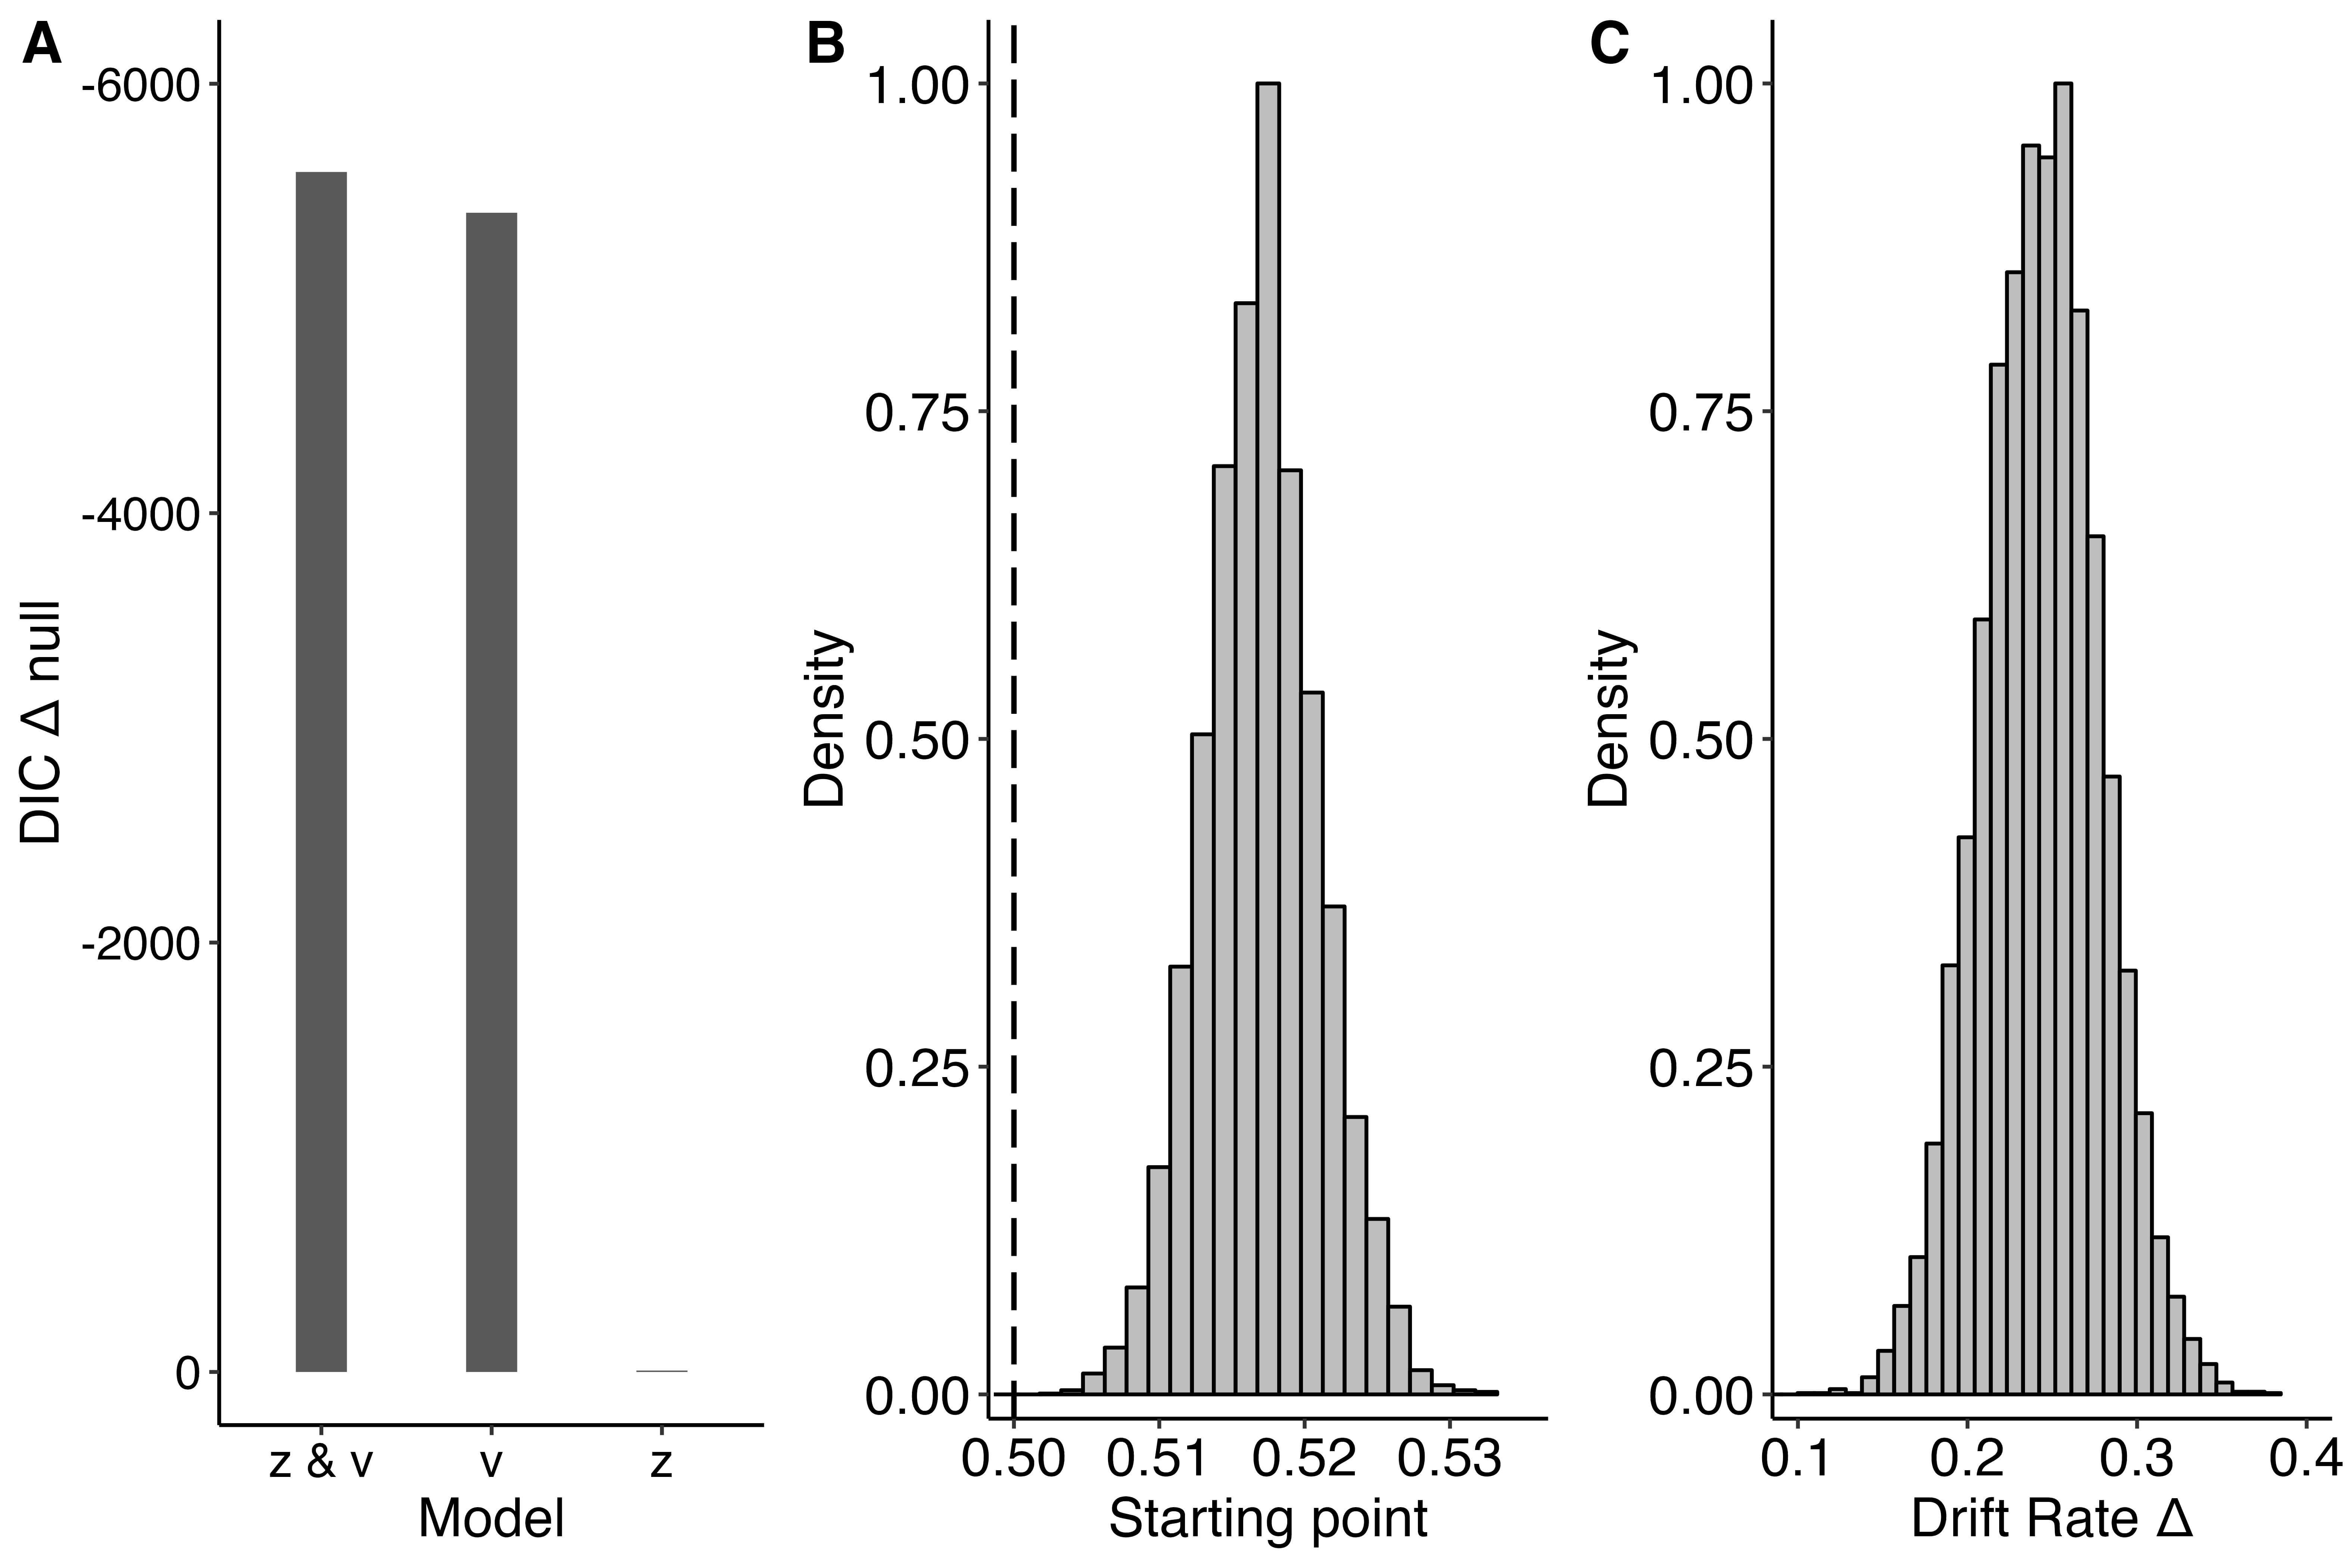 A
DIC Δ null
-6000
-4000
-2000
0
z & v
v
z
Model
B
Density
1.00
0.75
0.50
0.25
0.00
0.50
0.51
0.52
0.53
Starting point
C
Density
1.00
0.75
0.50
0.25
0.00
0.1
0.2
0.3
0.4
Drift Rate Δ